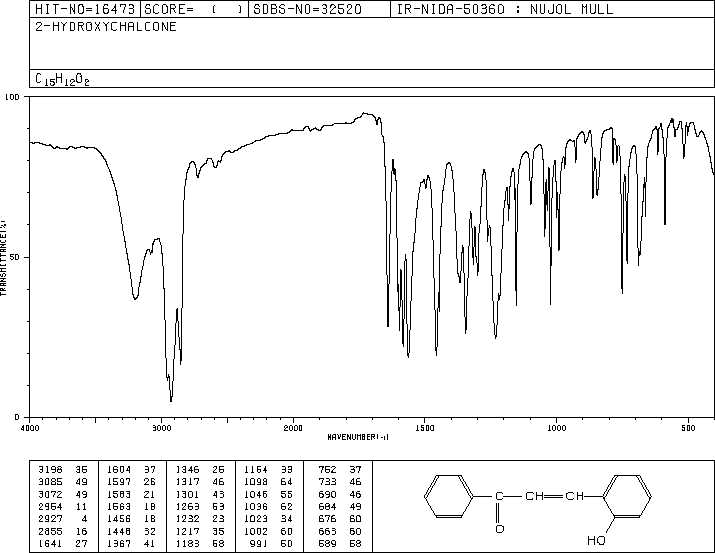 HIT-NO=16473 SCORE= ( ) SDBS-NO=32520 IR-NIDA-50360 : NUJOL MULL
2-HYDROXYCHALCONE
C15H12O2
100
TRANSMITTANCE(%)
50
0
4000 3000 2000 1500 1000 500
WAVENUMBER(-1)
3198 36 1604 37 1346 25 1154 33 752 37
3085 49 1597 26 1317 46 1098 64 733 46
3072 49 1583 21 1301 43 1046 55 690 46
2954 11 1563 18 1263 53 1036 62 684 49
2927 4 1456 18 1232 23 1023 34 676 60
2855 16 1448 32 1217 35 1002 60 663 60
1641 27 1367 41 1183 58 991 50 589 58
C CH CH
O
HO